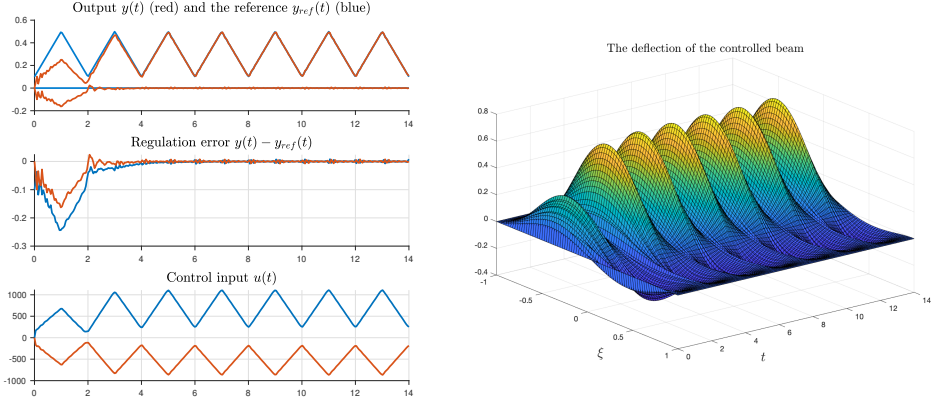 Output y(t) (red) and the reference y_ref(t) (blue)
0.6
0.4
0.2
0
-0.2
0 2 4 6 8 10 12 14
Regulation error y(t) − y_ref(t)
0
-0.1
-0.2
-0.3
0 2 4 6 8 10 12 14
Control input u(t)
1000
500
0
-500
-1000
0 2 4 6 8 10 12 14
The deflection of the controlled beam
0.8
0.6
0.4
0.2
0
-0.2
-0.4
-1
-0.5
0
0.5
1
ξ
0 2 4 6 8 10 12 14
t